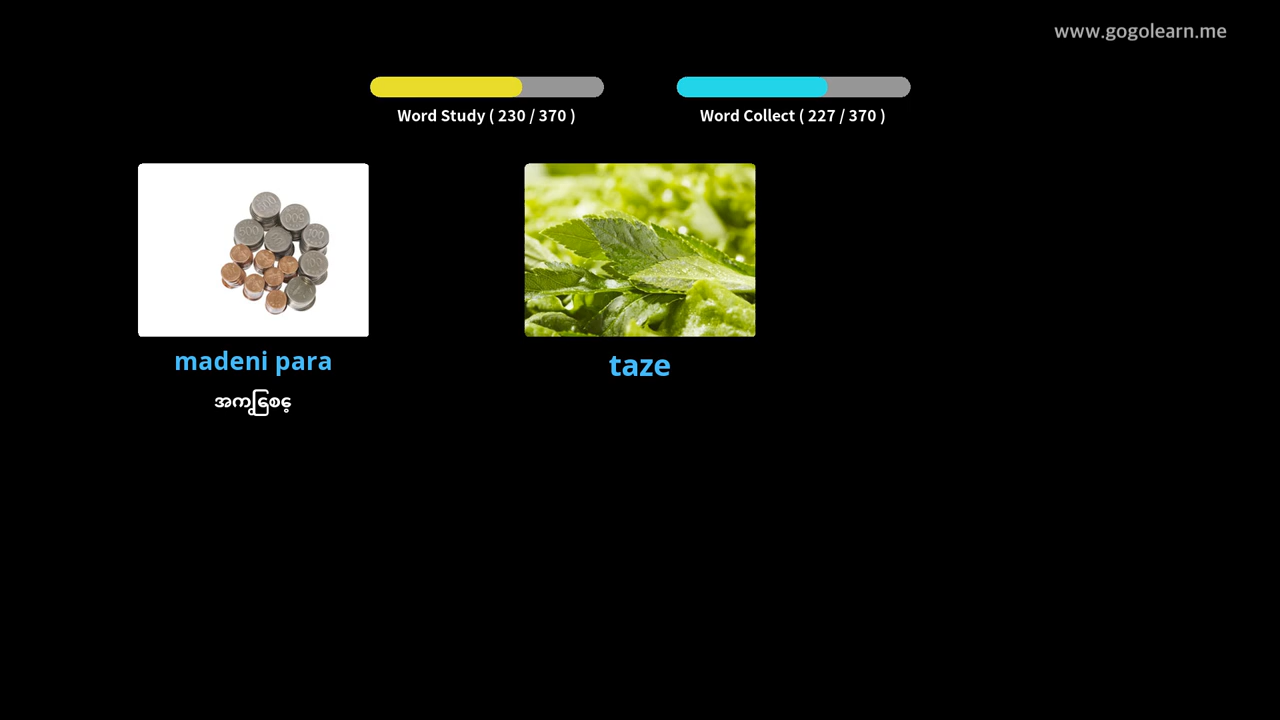 www.gogolearn.me
Word Study ( 230 / 370 )
Word Collect ( 227 / 370 )
madeni para
taze
အကြွေစေ့